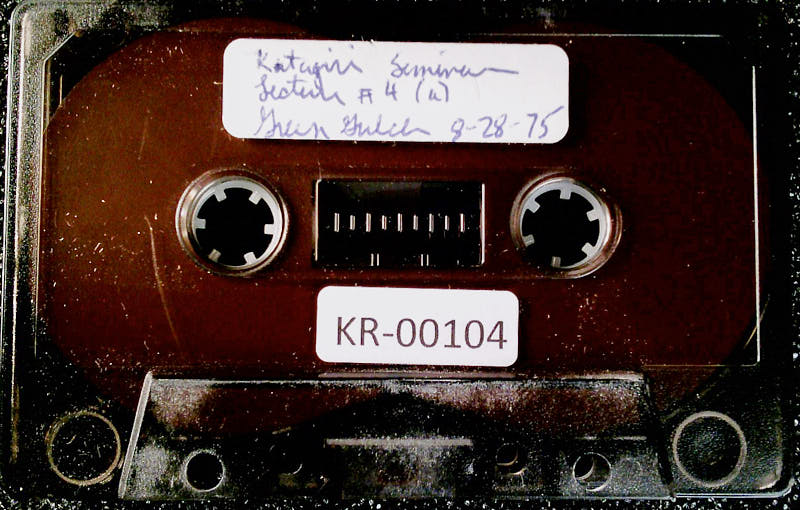 Katagiri Seminar
Lecture #4 (a)
Green Gulch 8-28-75
KR-00104